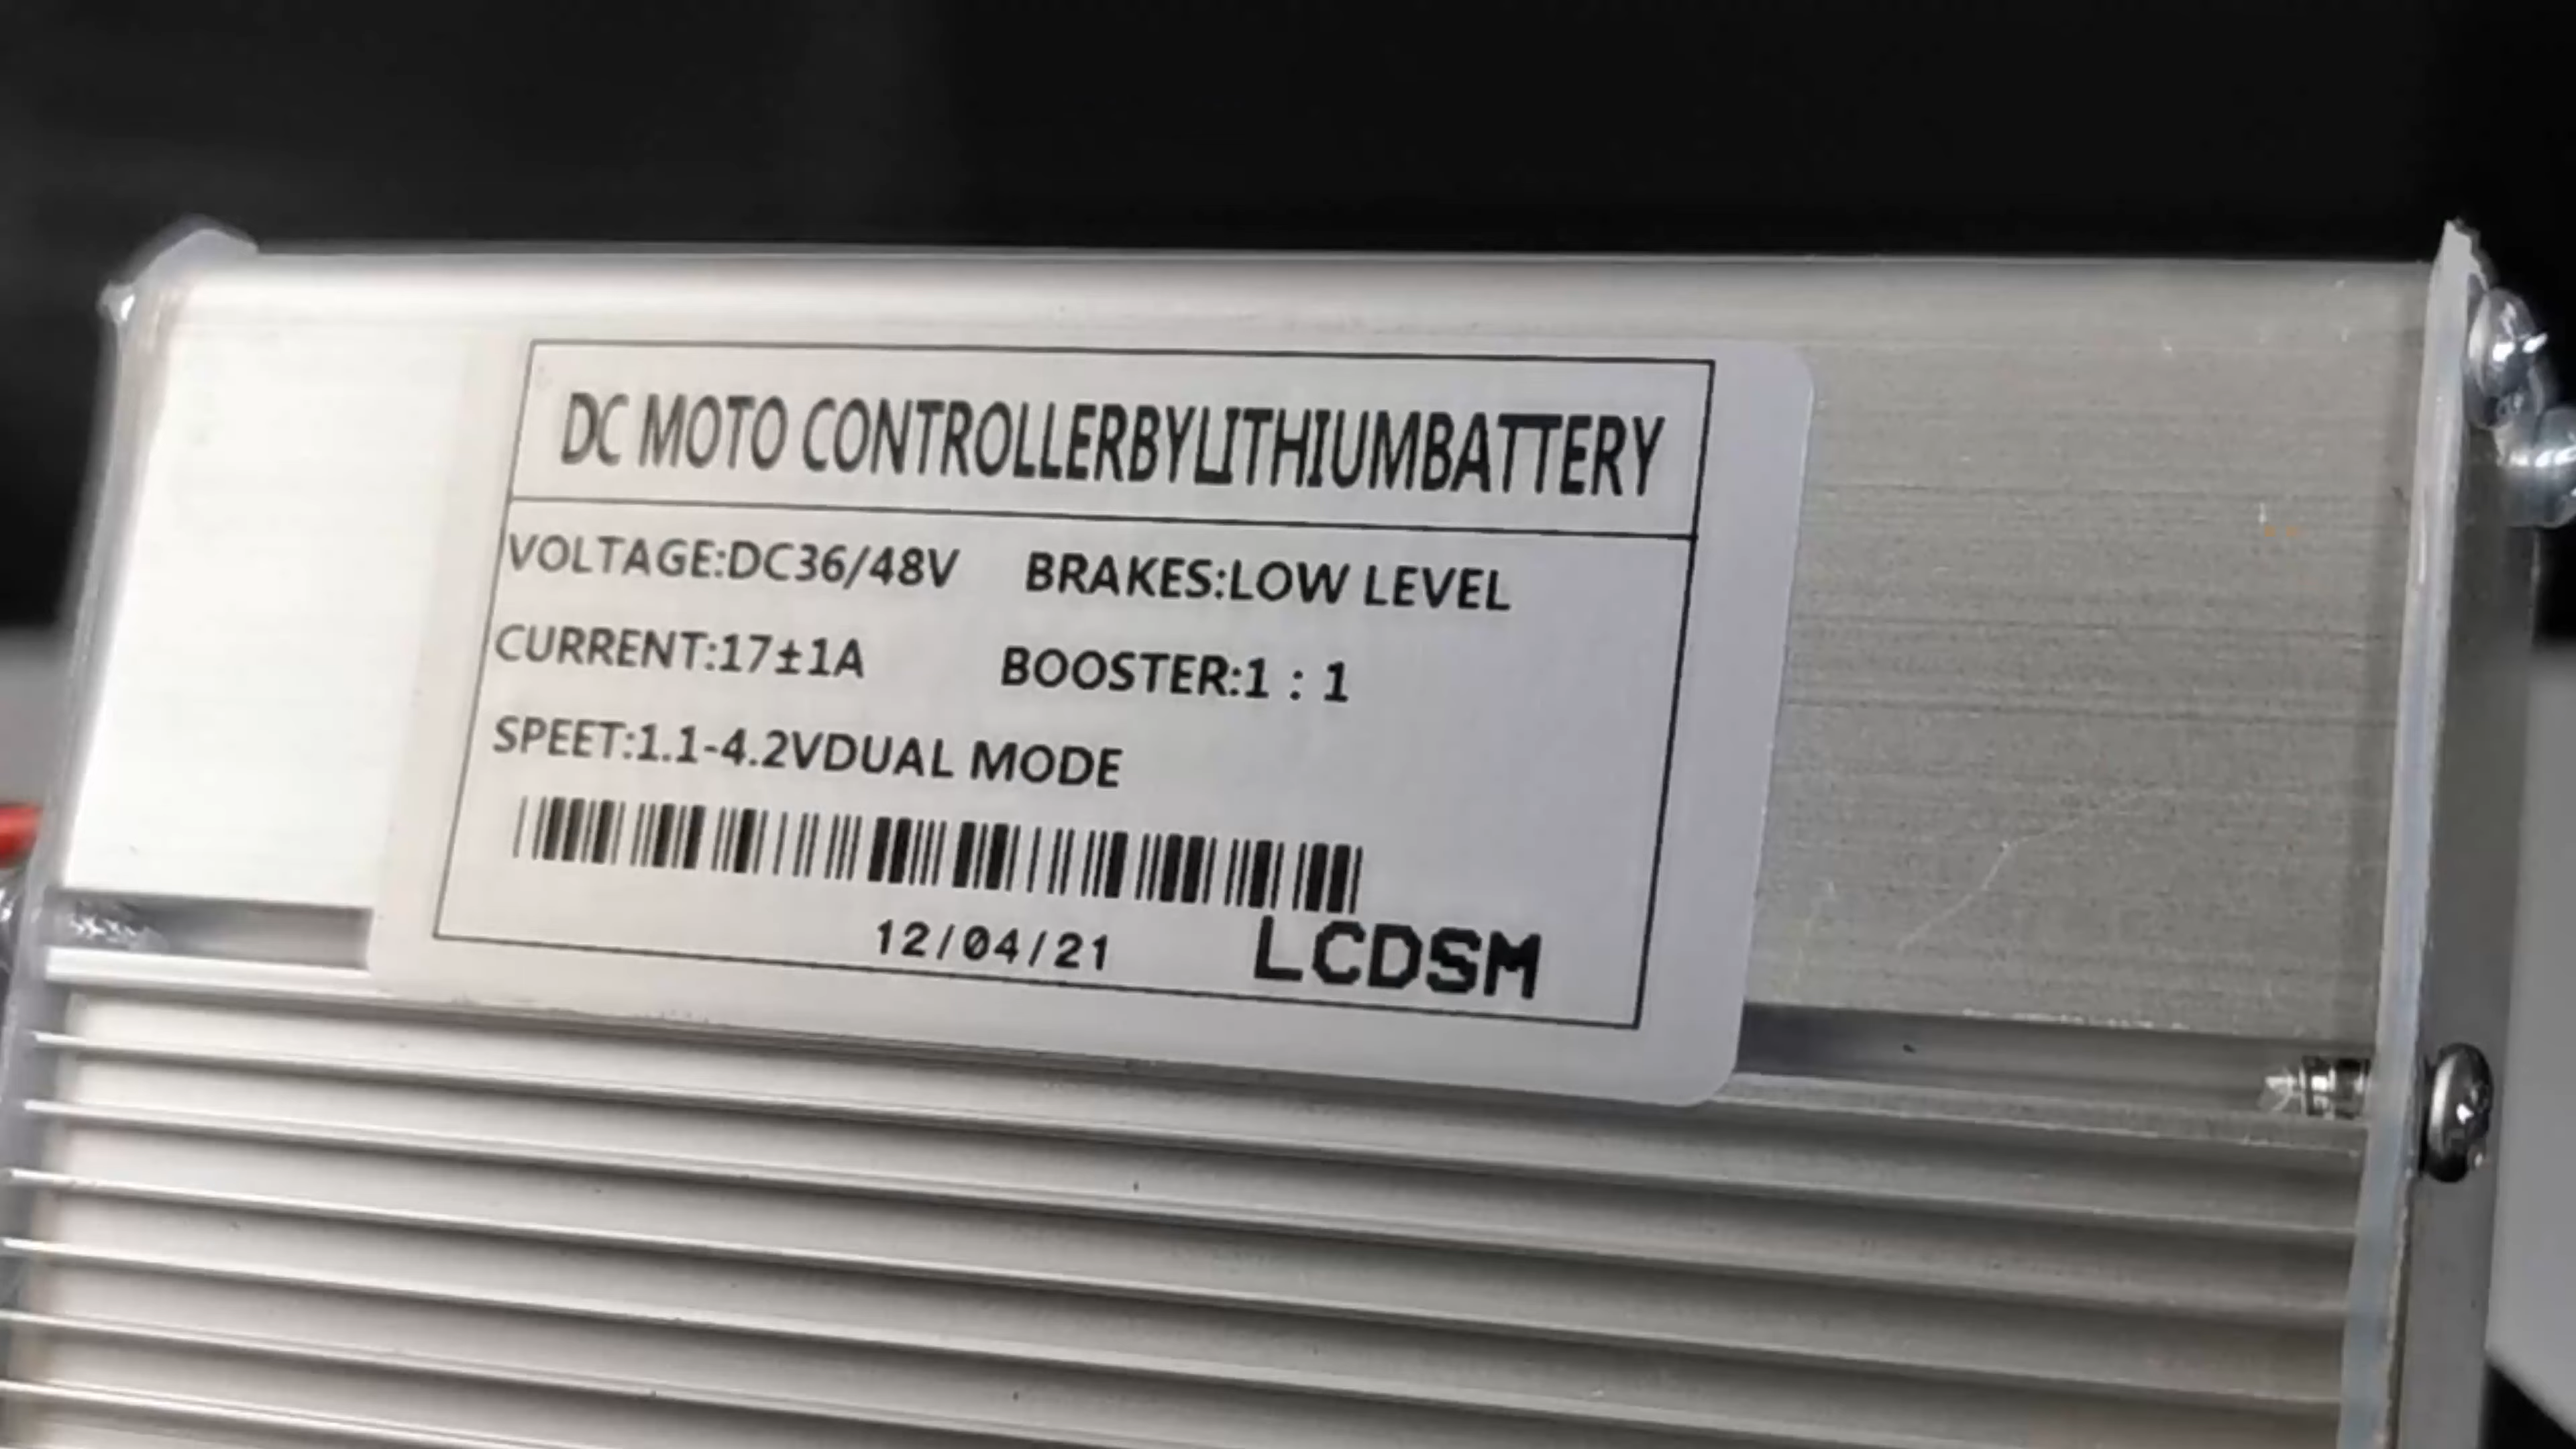 DC MOTO CONTROLLERBYLITHIUMBATTERY
VOLTAGE:DC36/48V BRAKES:LOW LEVEL
CURRENT:17±1A BOOSTER:1 : 1
SPEET:1.1-4.2VDUAL MODE
12/04/21 LCDSM